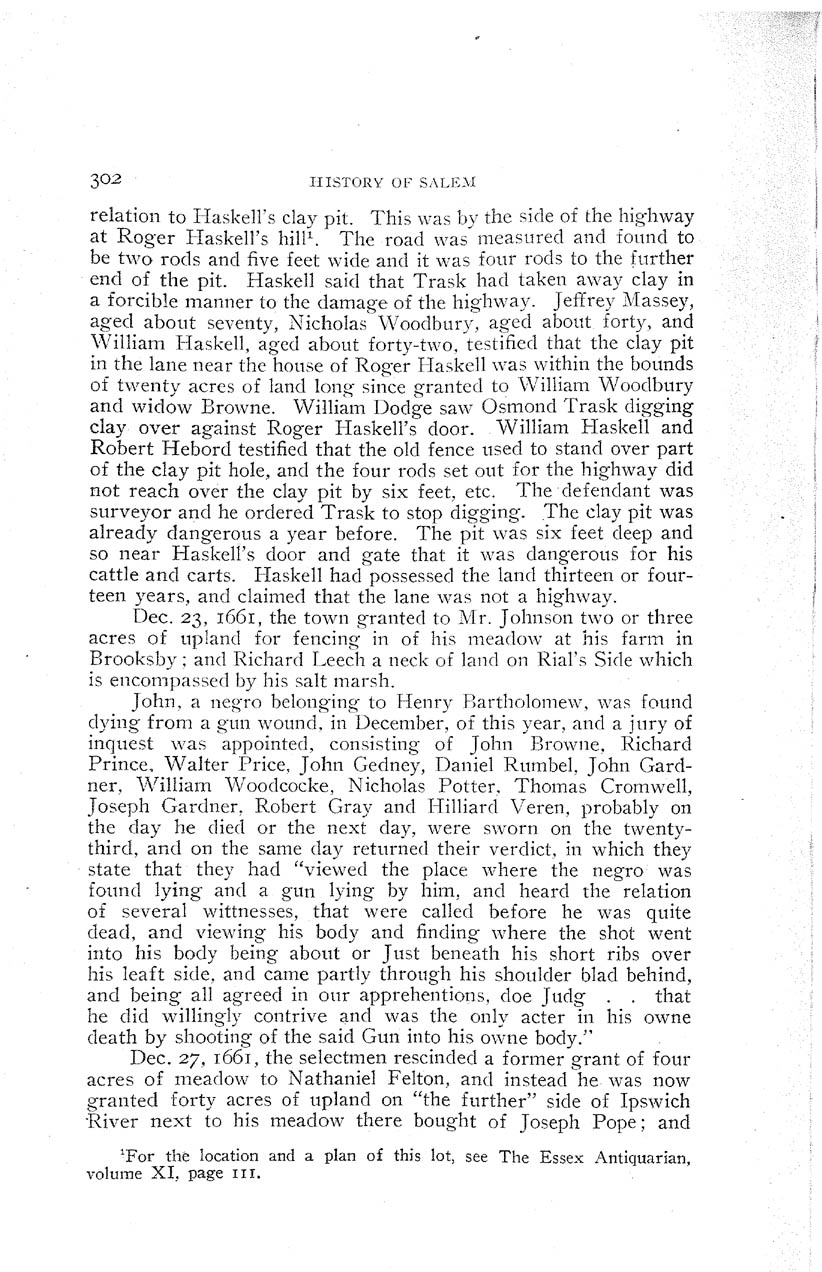 302 HISTORY OF SALEM
relation to Haskell's clay pit. This was by the side of the highway
at Roger Haskell's hill¹. The road was measured and found to
be two rods and five feet wide and it was four rods to the further
end of the pit. Haskell said that Trask had taken away clay in
a forcible manner to the damage of the highway. Jeffrey Massey,
aged about seventy, Nicholas Woodbury, aged about forty, and
William Haskell, aged about forty-two, testified that the clay pit
in the lane near the house of Roger Haskell was within the bounds
of twenty acres of land long since granted to William Woodbury
and widow Browne. William Dodge saw Osmond Trask digging
clay over against Roger Haskell's door. William Haskell and
Robert Hebord testified that the old fence used to stand over part
of the clay pit hole, and the four rods set out for the highway did
not reach over the clay pit by six feet, etc. The defendant was
surveyor and he ordered Trask to stop digging. The clay pit was
already dangerous a year before. The pit was six feet deep and
so near Haskell's door and gate that it was dangerous for his
cattle and carts. Haskell had possessed the land thirteen or four-
teen years, and claimed that the lane was not a highway.
Dec. 23, 1661, the town granted to Mr. Johnson two or three
acres of upland for fencing in of his meadow at his farm in
Brooksby; and Richard Leech a neck of land on Rial's Side which
is encompassed by his salt marsh.
John, a negro belonging to Henry Bartholomew, was found
dying from a gun wound, in December, of this year, and a jury of
inquest was appointed, consisting of John Browne, Richard
Prince, Walter Price, John Gedney, Daniel Rumbel, John Gard-
ner, William Woodcocke, Nicholas Potter, Thomas Cromwell,
Joseph Gardner, Robert Gray and Hilliard Veren, probably on
the day he died or the next day, were sworn on the twenty-
third, and on the same day returned their verdict, in which they
state that they had "viewed the place where the negro was
found lying and a gun lying by him, and heard the relation
of several wittnesses, that were called before he was quite
dead, and viewing his body and finding where the shot went
into his body being about or Just beneath his short ribs over
his leaft side, and came partly through his shoulder blad behind,
and being all agreed in our apprehentions, doe Judg . . that
he did willingly contrive and was the only acter in his owne
death by shooting of the said Gun into his owne body."
Dec. 27, 1661, the selectmen rescinded a former grant of four
acres of meadow to Nathaniel Felton, and instead he was now
granted forty acres of upland on "the further" side of Ipswich
River next to his meadow there bought of Joseph Pope; and
¹For the location and a plan of this lot, see The Essex Antiquarian,
volume XI, page 111.